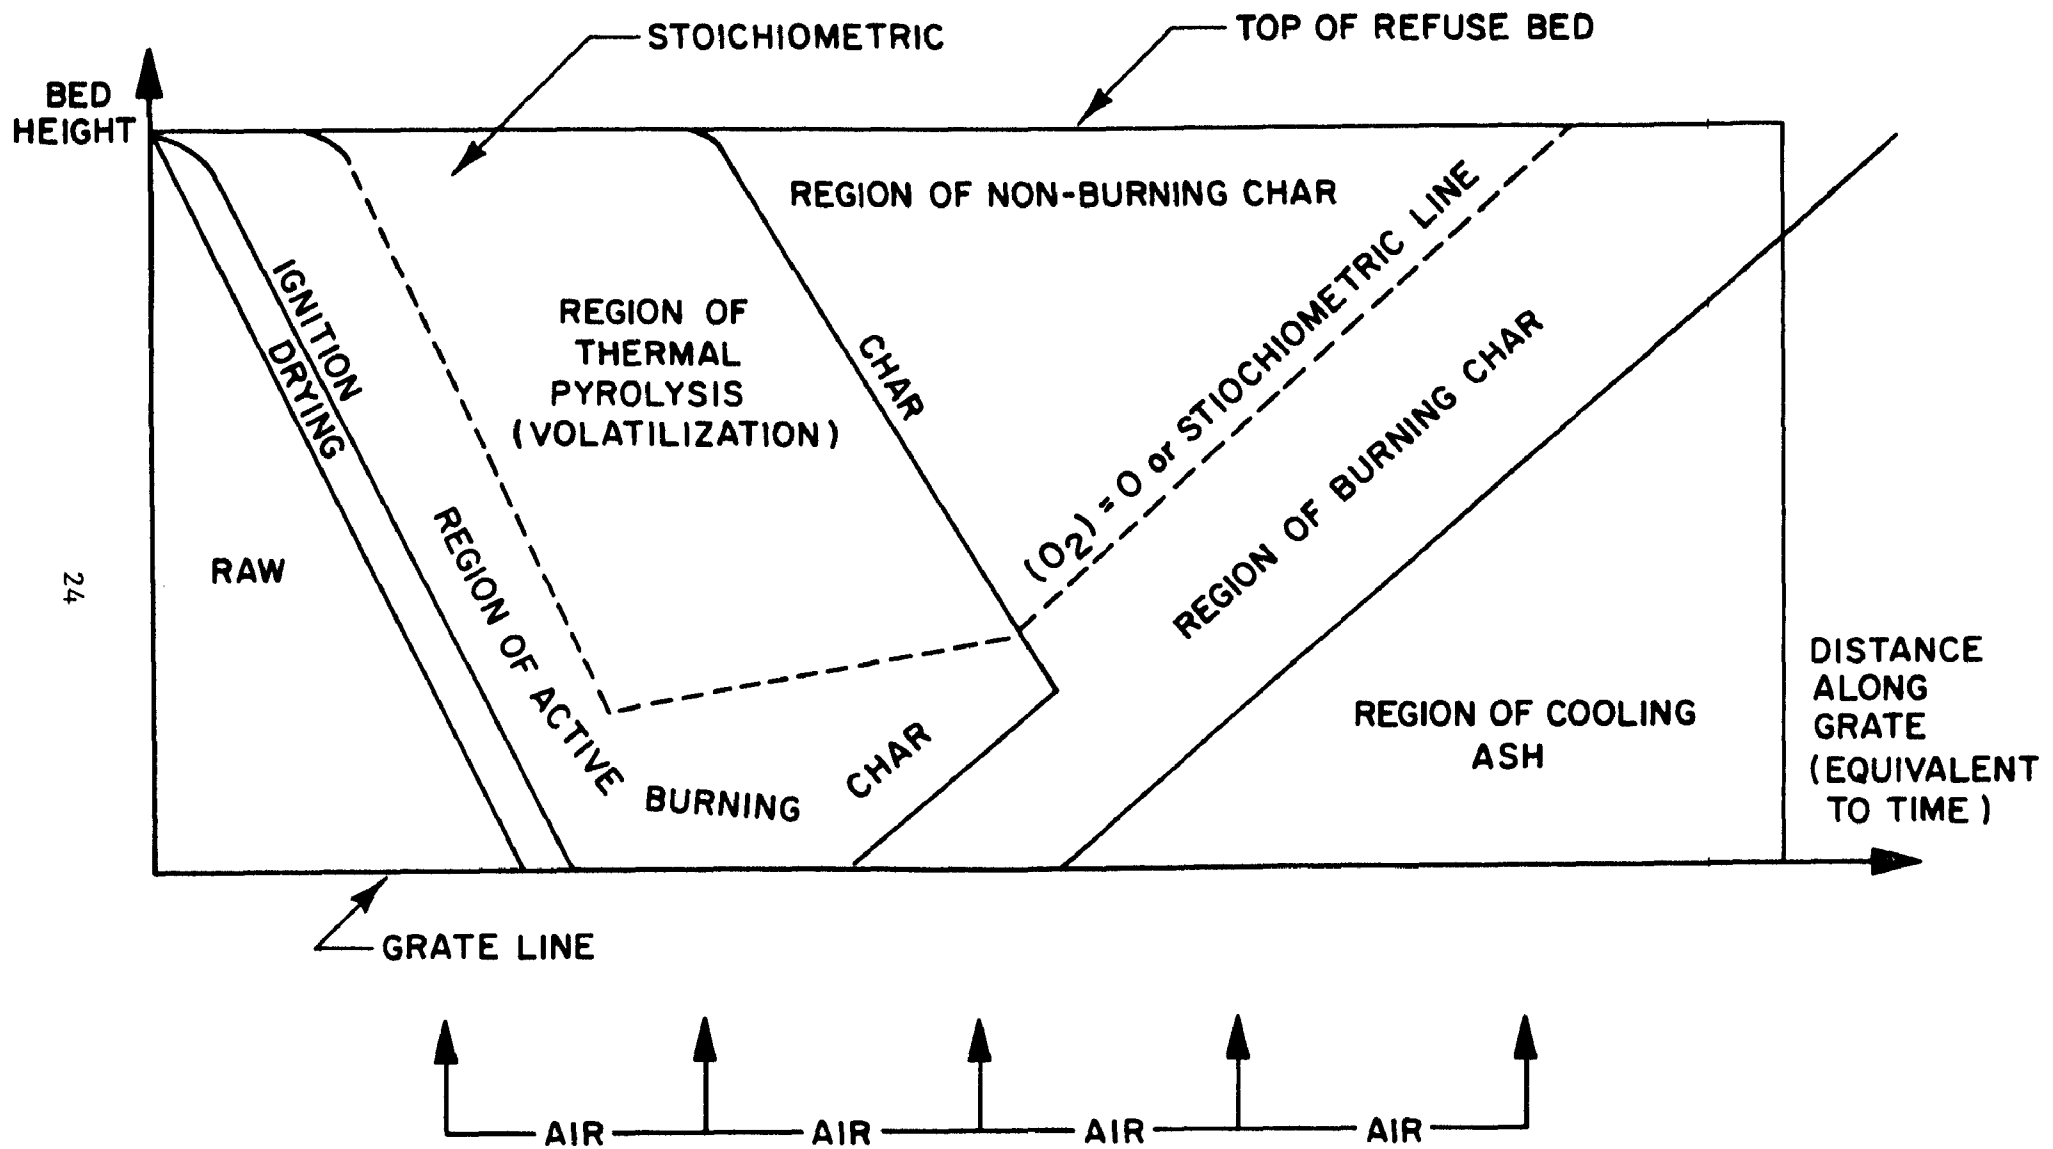 STOICHIOMETRIC
TOP OF REFUSE BED
BED
HEIGHT
REGION OF NON-BURNING CHAR
IGNITION
DRYING
REGION OF
THERMAL
PYROLYSIS
(VOLATILIZATION)
CHAR
(O2) = 0 or STIOCHIOMETRIC LINE
REGION OF BURNING CHAR
RAW
24
REGION OF ACTIVE
BURNING
CHAR
REGION OF COOLING
ASH
DISTANCE
ALONG
GRATE
(EQUIVALENT
TO TIME)
GRATE LINE
AIR
AIR
AIR
AIR